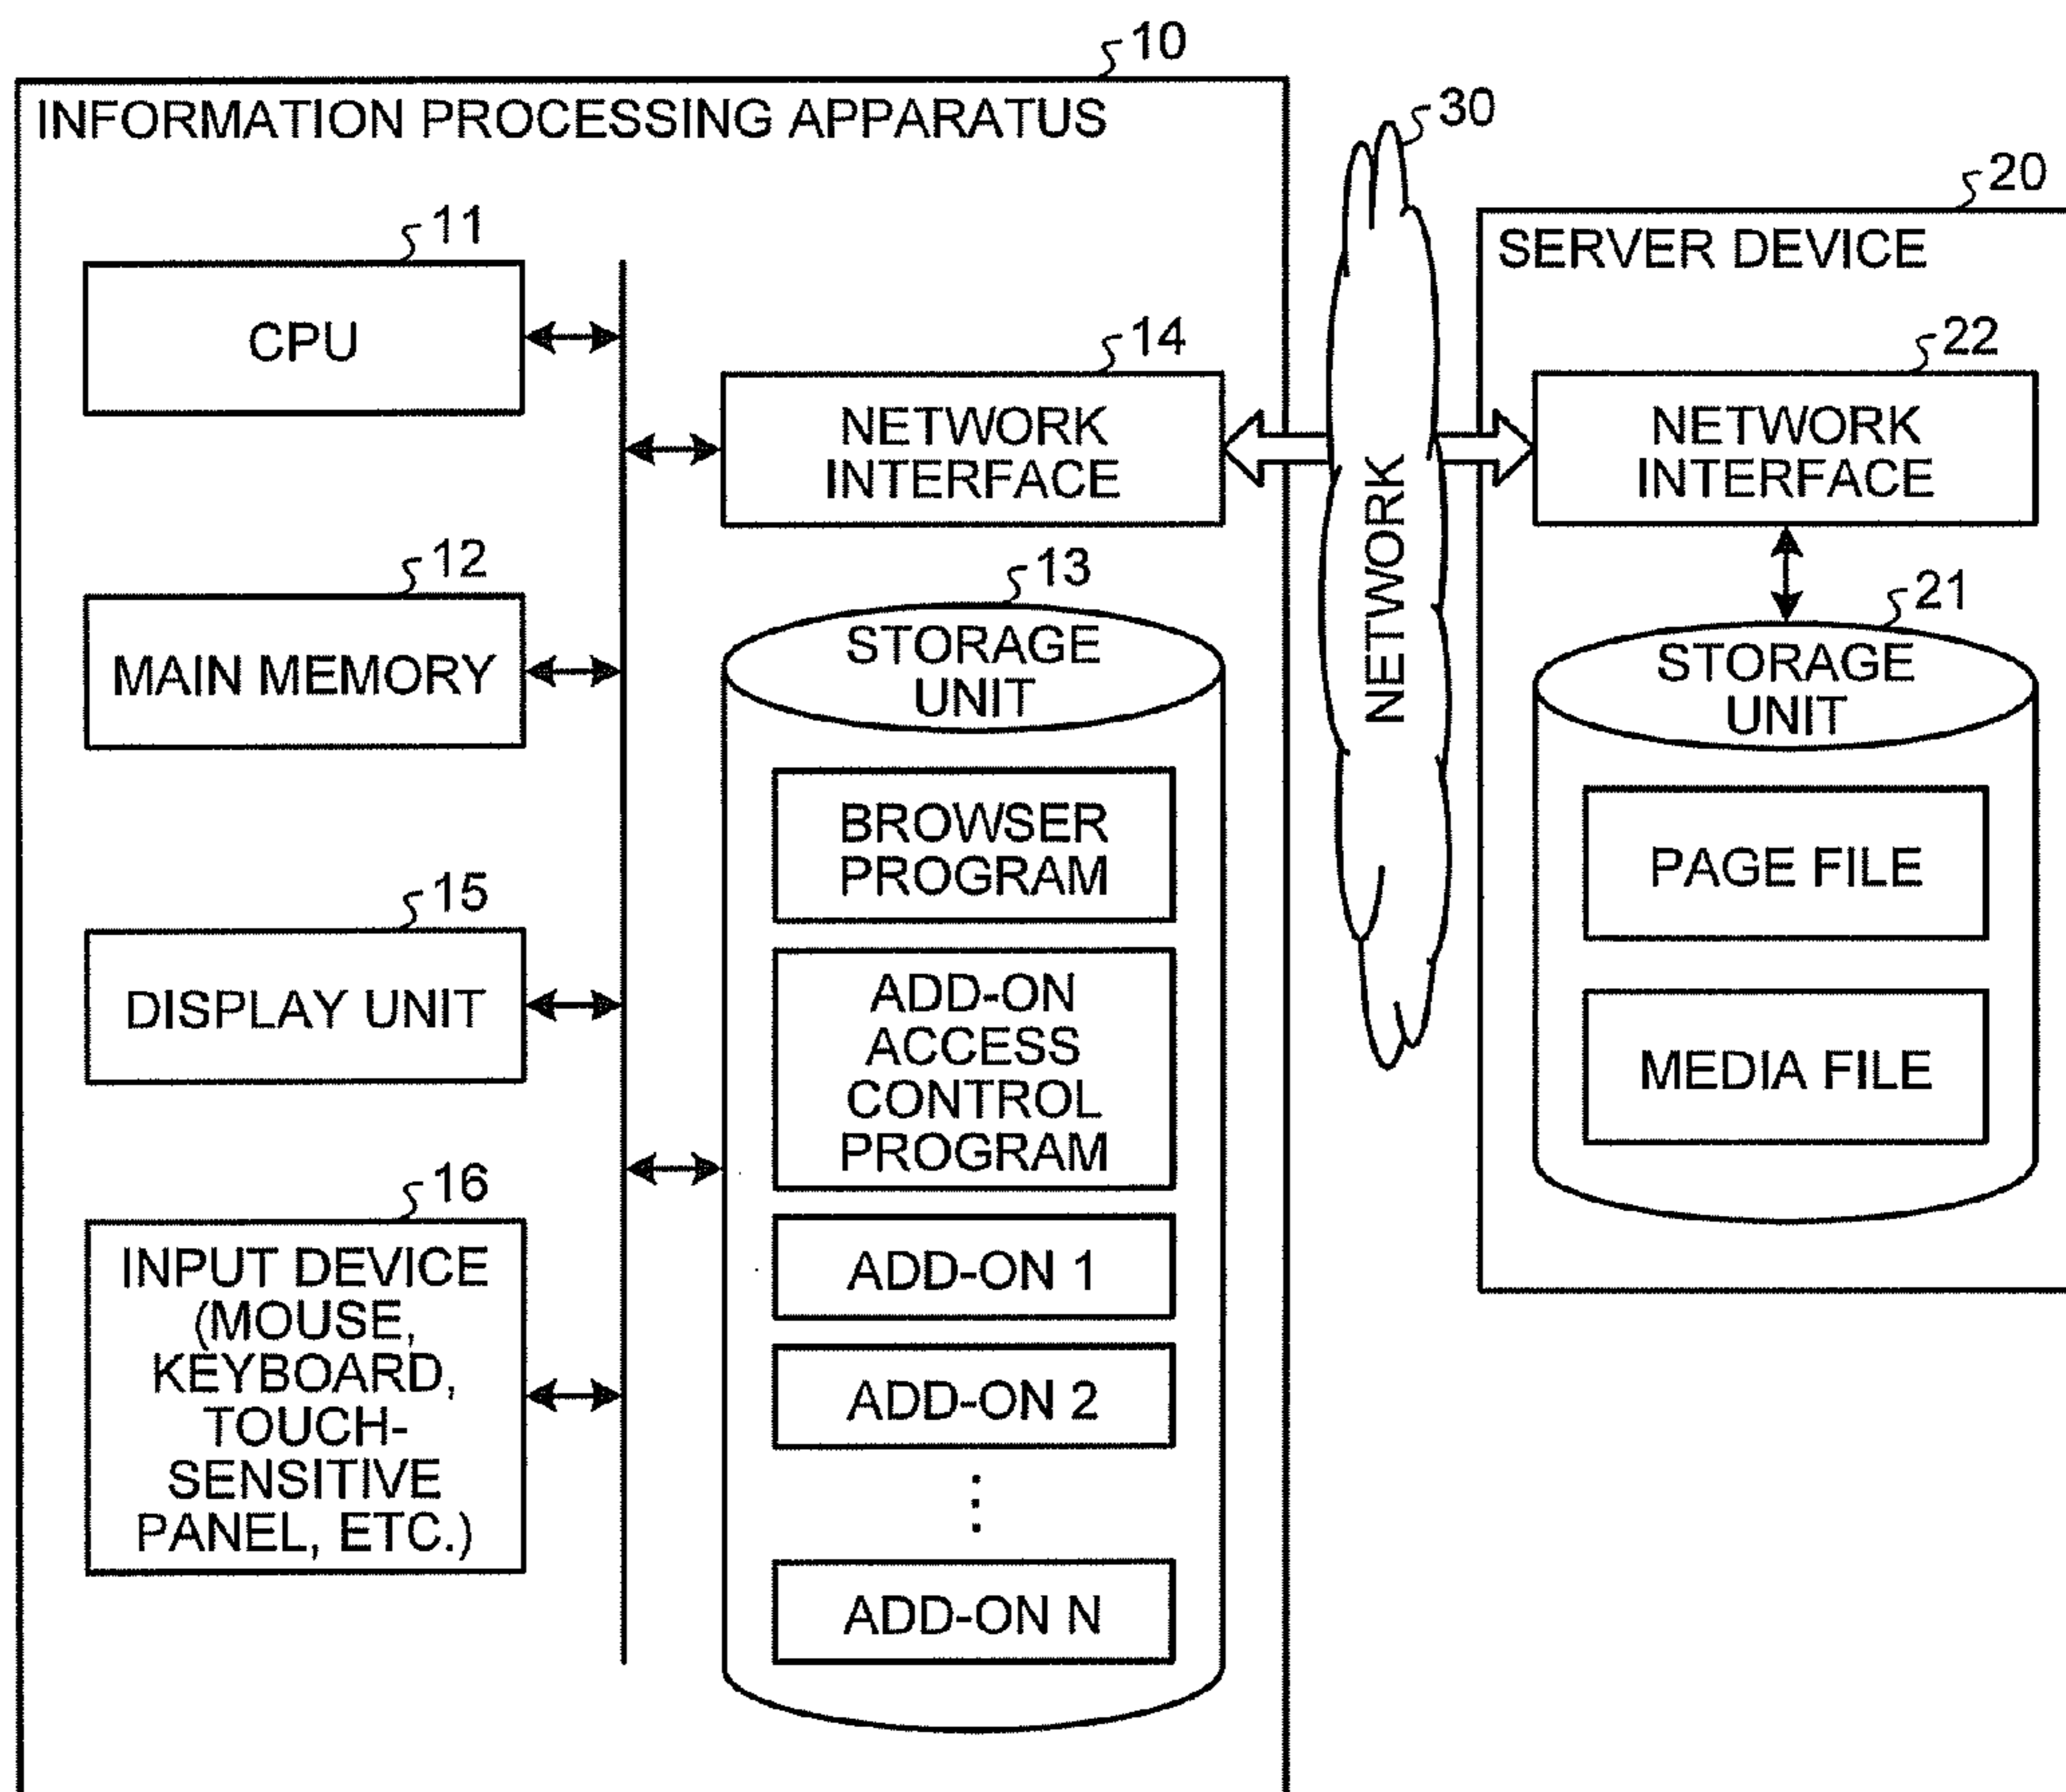 10
INFORMATION PROCESSING APPARATUS
11
CPU
12
MAIN MEMORY
15
DISPLAY UNIT
16
INPUT DEVICE
(MOUSE,
KEYBOARD,
TOUCH-
SENSITIVE
PANEL, ETC.)
14
NETWORK
INTERFACE
13
STORAGE
UNIT
BROWSER
PROGRAM
ADD-ON
ACCESS
CONTROL
PROGRAM
ADD-ON 1
ADD-ON 2
ADD-ON N
30
NETWORK
20
SERVER DEVICE
22
NETWORK
INTERFACE
21
STORAGE
UNIT
PAGE FILE
MEDIA FILE